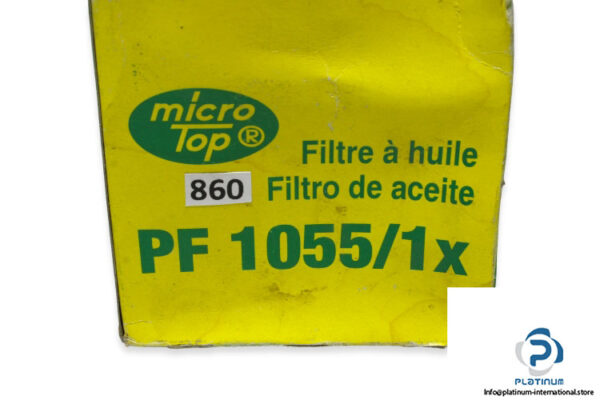 micro
Top®
Filtre à huile
860 Filtro de aceite
PF 1055/1x
PLATINUM
Info@platinum-international.store